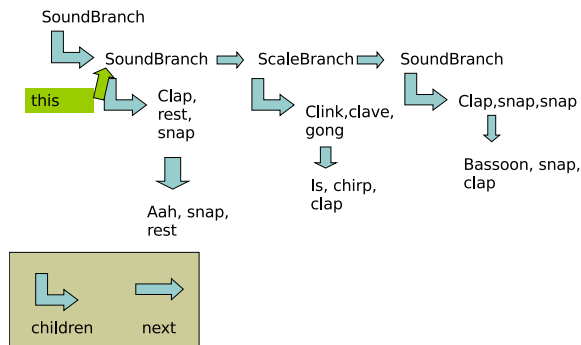 SoundBranch
SoundBranch
ScaleBranch
SoundBranch
this
Clap,
rest,
snap
Clink,clave,
gong
Clap,snap,snap
Is, chirp,
clap
Bassoon, snap,
clap
Aah, snap,
rest
children
next